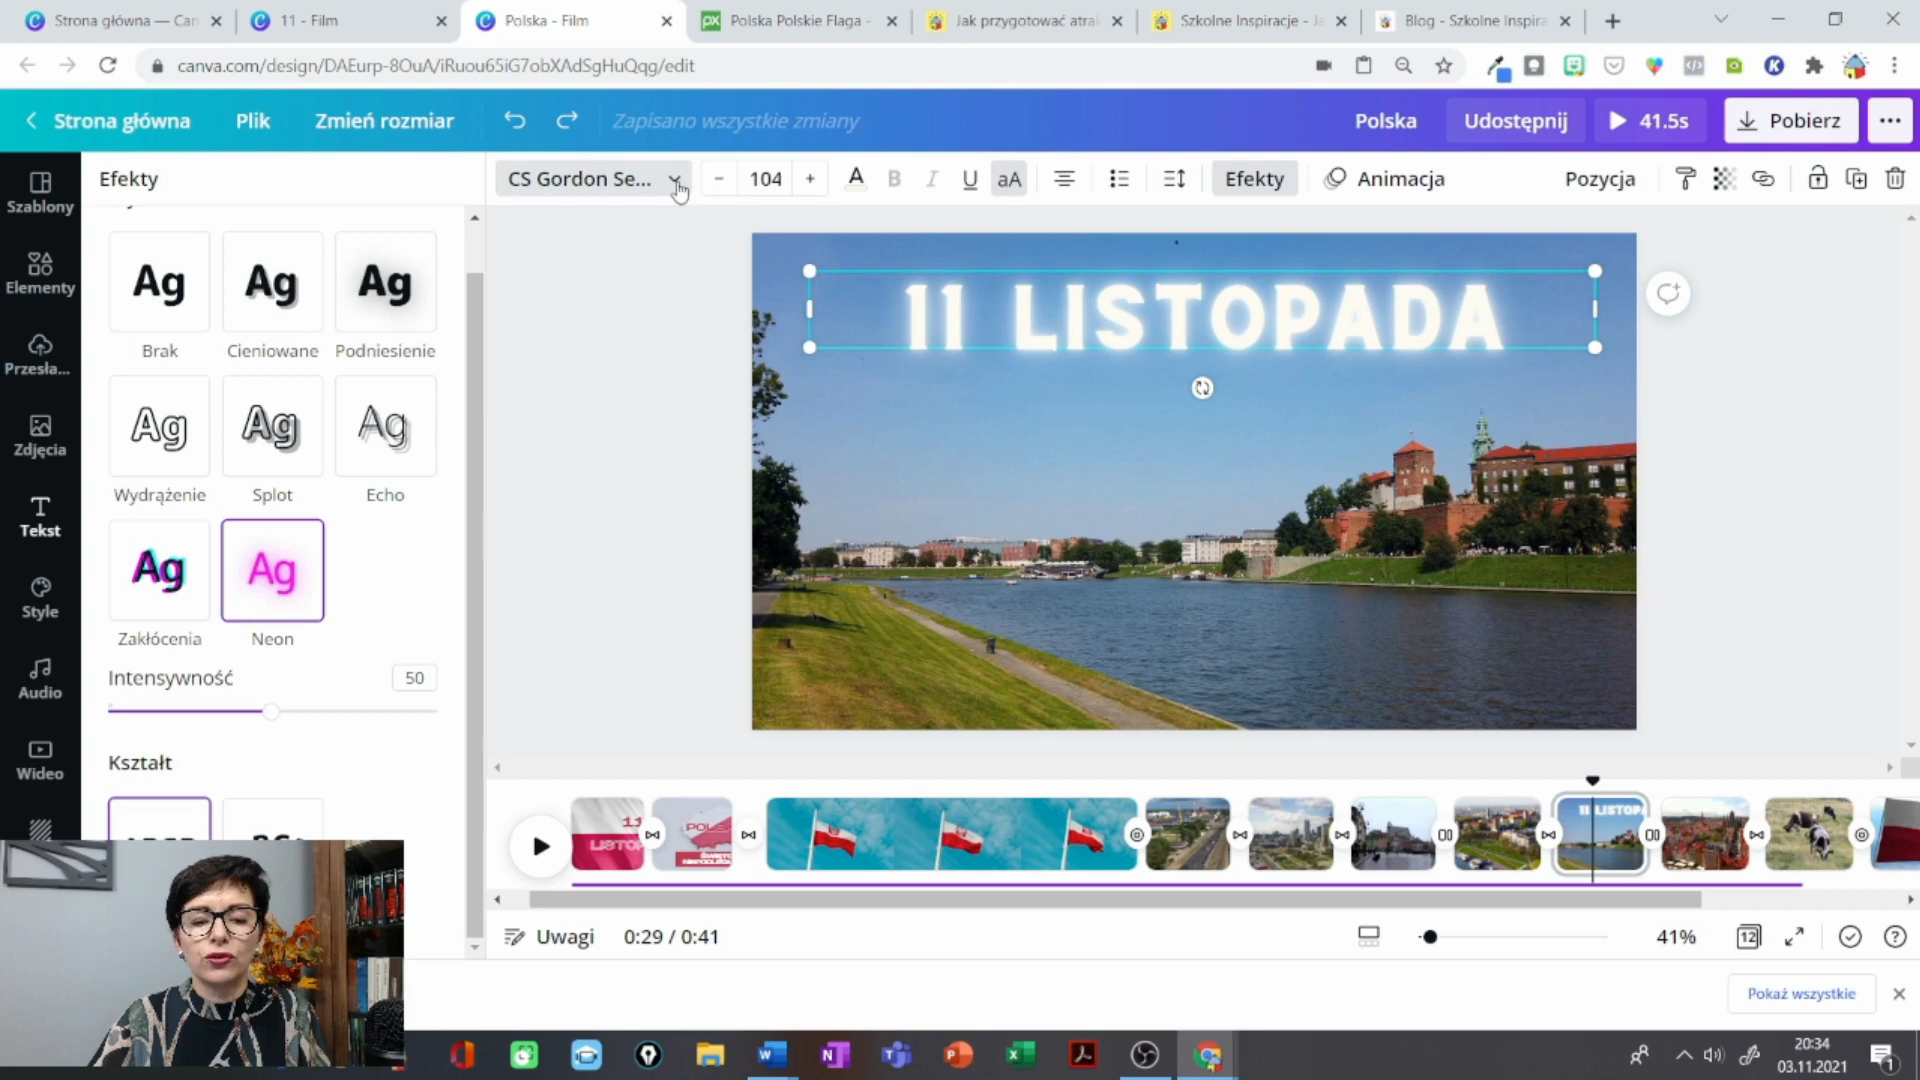 Strona główna — Can
11 - Film
Polska - Film
Polska Polskie Flaga -
Jak przygotować atra
Szkolne Inspiracje - Ja
Blog - Szkolne Inspira
canva.com/design/DAEurp-8OuA/iRuou65iG7obXAdSgHuQqg/edit
Strona główna
Plik
Zmień rozmiar
Zapisano wszystkie zmiany
Polska
Udostępnij
41.5s
Pobierz
Szablony
Elementy
Przesła...
Zdjęcia
Tekst
Style
Audio
Wideo
Efekty
CS Gordon Se...
104
A
B
I
U
aA
Efekty
Animacja
Pozycja
Ag
Ag
Ag
Brak
Cieniowane
Podniesienie
Ag
Ag
Ag
Wydrążenie
Splot
Echo
Ag
Ag
Zakłócenia
Neon
Intensywność
50
Kształt
11 LISTOPADA
Uwagi
0:29 / 0:41
41%
12
Pokaż wszystkie
20:34
03.11.2021